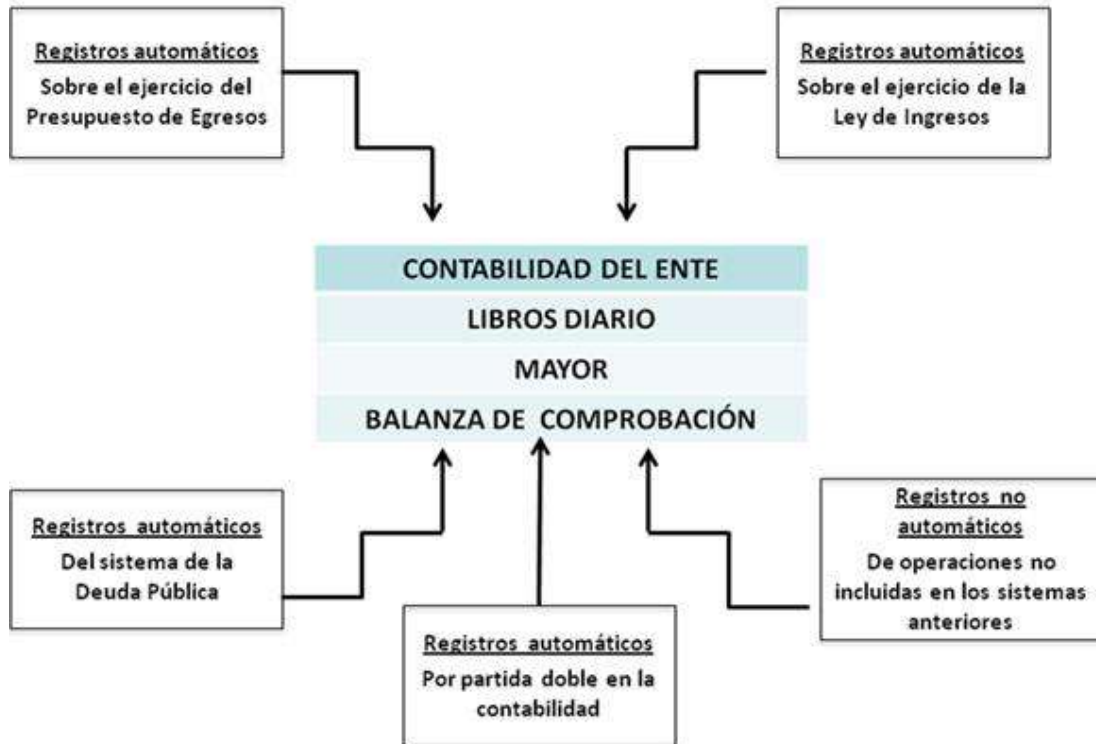 Registros automáticos
Sobre el ejercicio del
Presupuesto de Egresos
Registros automáticos
Sobre el ejercicio de la
Ley de Ingresos
CONTABILIDAD DEL ENTE
LIBROS DIARIO
MAYOR
BALANZA DE COMPROBACIÓN
Registros automáticos
Del sistema de la
Deuda Pública
Registros automáticos
Por partida doble en la
contabilidad
Registros no
automáticos
De operaciones no
incluidas en los sistemas
anteriores